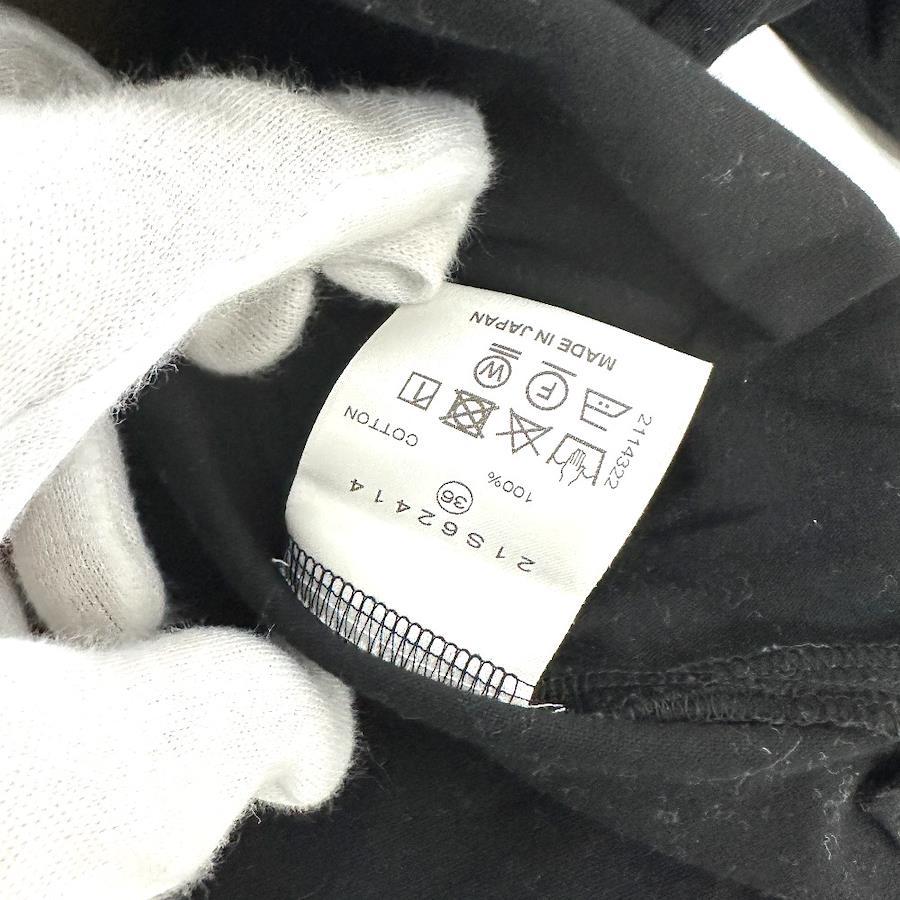 21S62414
36
COTTON 100%
F
W
MADE IN JAPAN
2114322